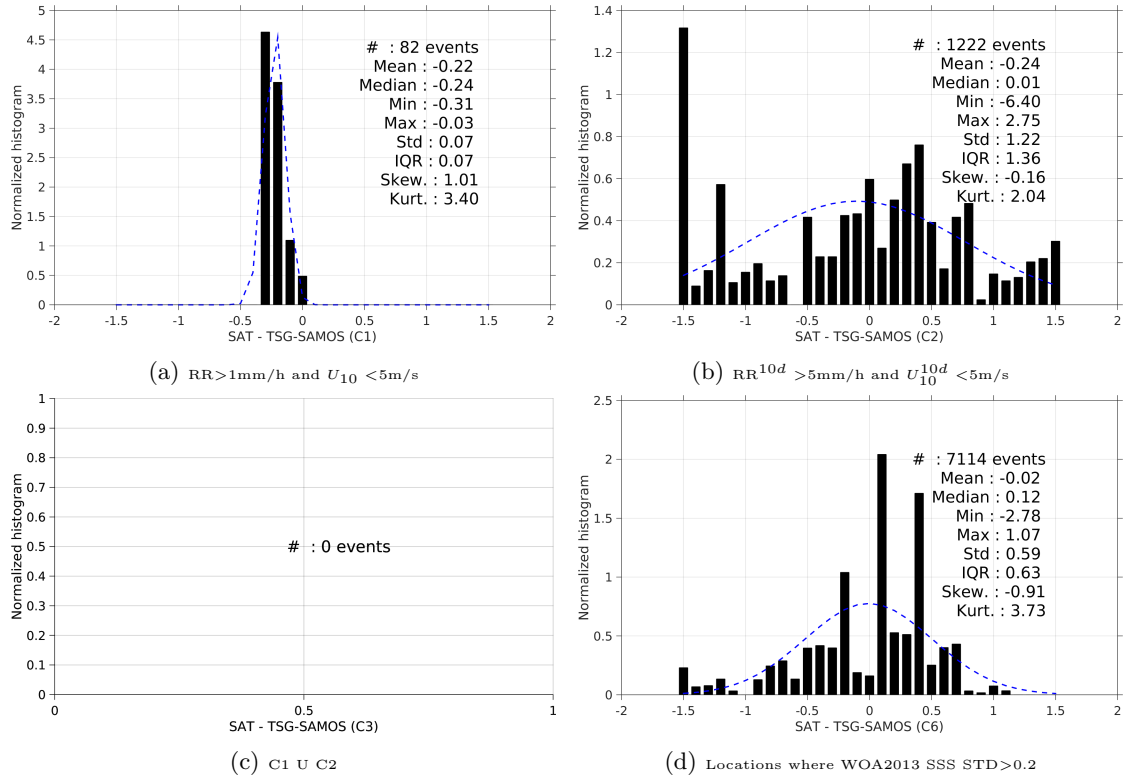 5
4.5
4
3.5
3
2.5
2
1.5
1
0.5
0
-2
-1.5
-1
-0.5
0
0.5
1
1.5
2
Normalized histogram
SAT - TSG-SAMOS (C1)
# : 82 events
Mean : -0.22
Median : -0.24
Min : -0.31
Max : -0.03
Std : 0.07
IQR : 0.07
Skew. : 1.01
Kurt. : 3.40
(a) RR>1mm/h and U10 <5m/s
1.4
1.2
1
0.8
0.6
0.4
0.2
0
-2
-1.5
-1
-0.5
0
0.5
1
1.5
2
Normalized histogram
SAT - TSG-SAMOS (C2)
# : 1222 events
Mean : -0.24
Median : 0.01
Min : -6.40
Max : 2.75
Std : 1.22
IQR : 1.36
Skew. : -0.16
Kurt. : 2.04
(b) RR10d >5mm/h and U10d10 <5m/s
1
0.9
0.8
0.7
0.6
0.5
0.4
0.3
0.2
0.1
0
0
0.5
1
Normalized histogram
SAT - TSG-SAMOS (C3)
# : 0 events
(c) C1 U C2
2.5
2
1.5
1
0.5
0
-2
-1.5
-1
-0.5
0
0.5
1
1.5
2
Normalized histogram
SAT - TSG-SAMOS (C6)
# : 7114 events
Mean : -0.02
Median : 0.12
Min : -2.78
Max : 1.07
Std : 0.59
IQR : 0.63
Skew. : -0.91
Kurt. : 3.73
(d) Locations where WOA2013 SSS STD>0.2